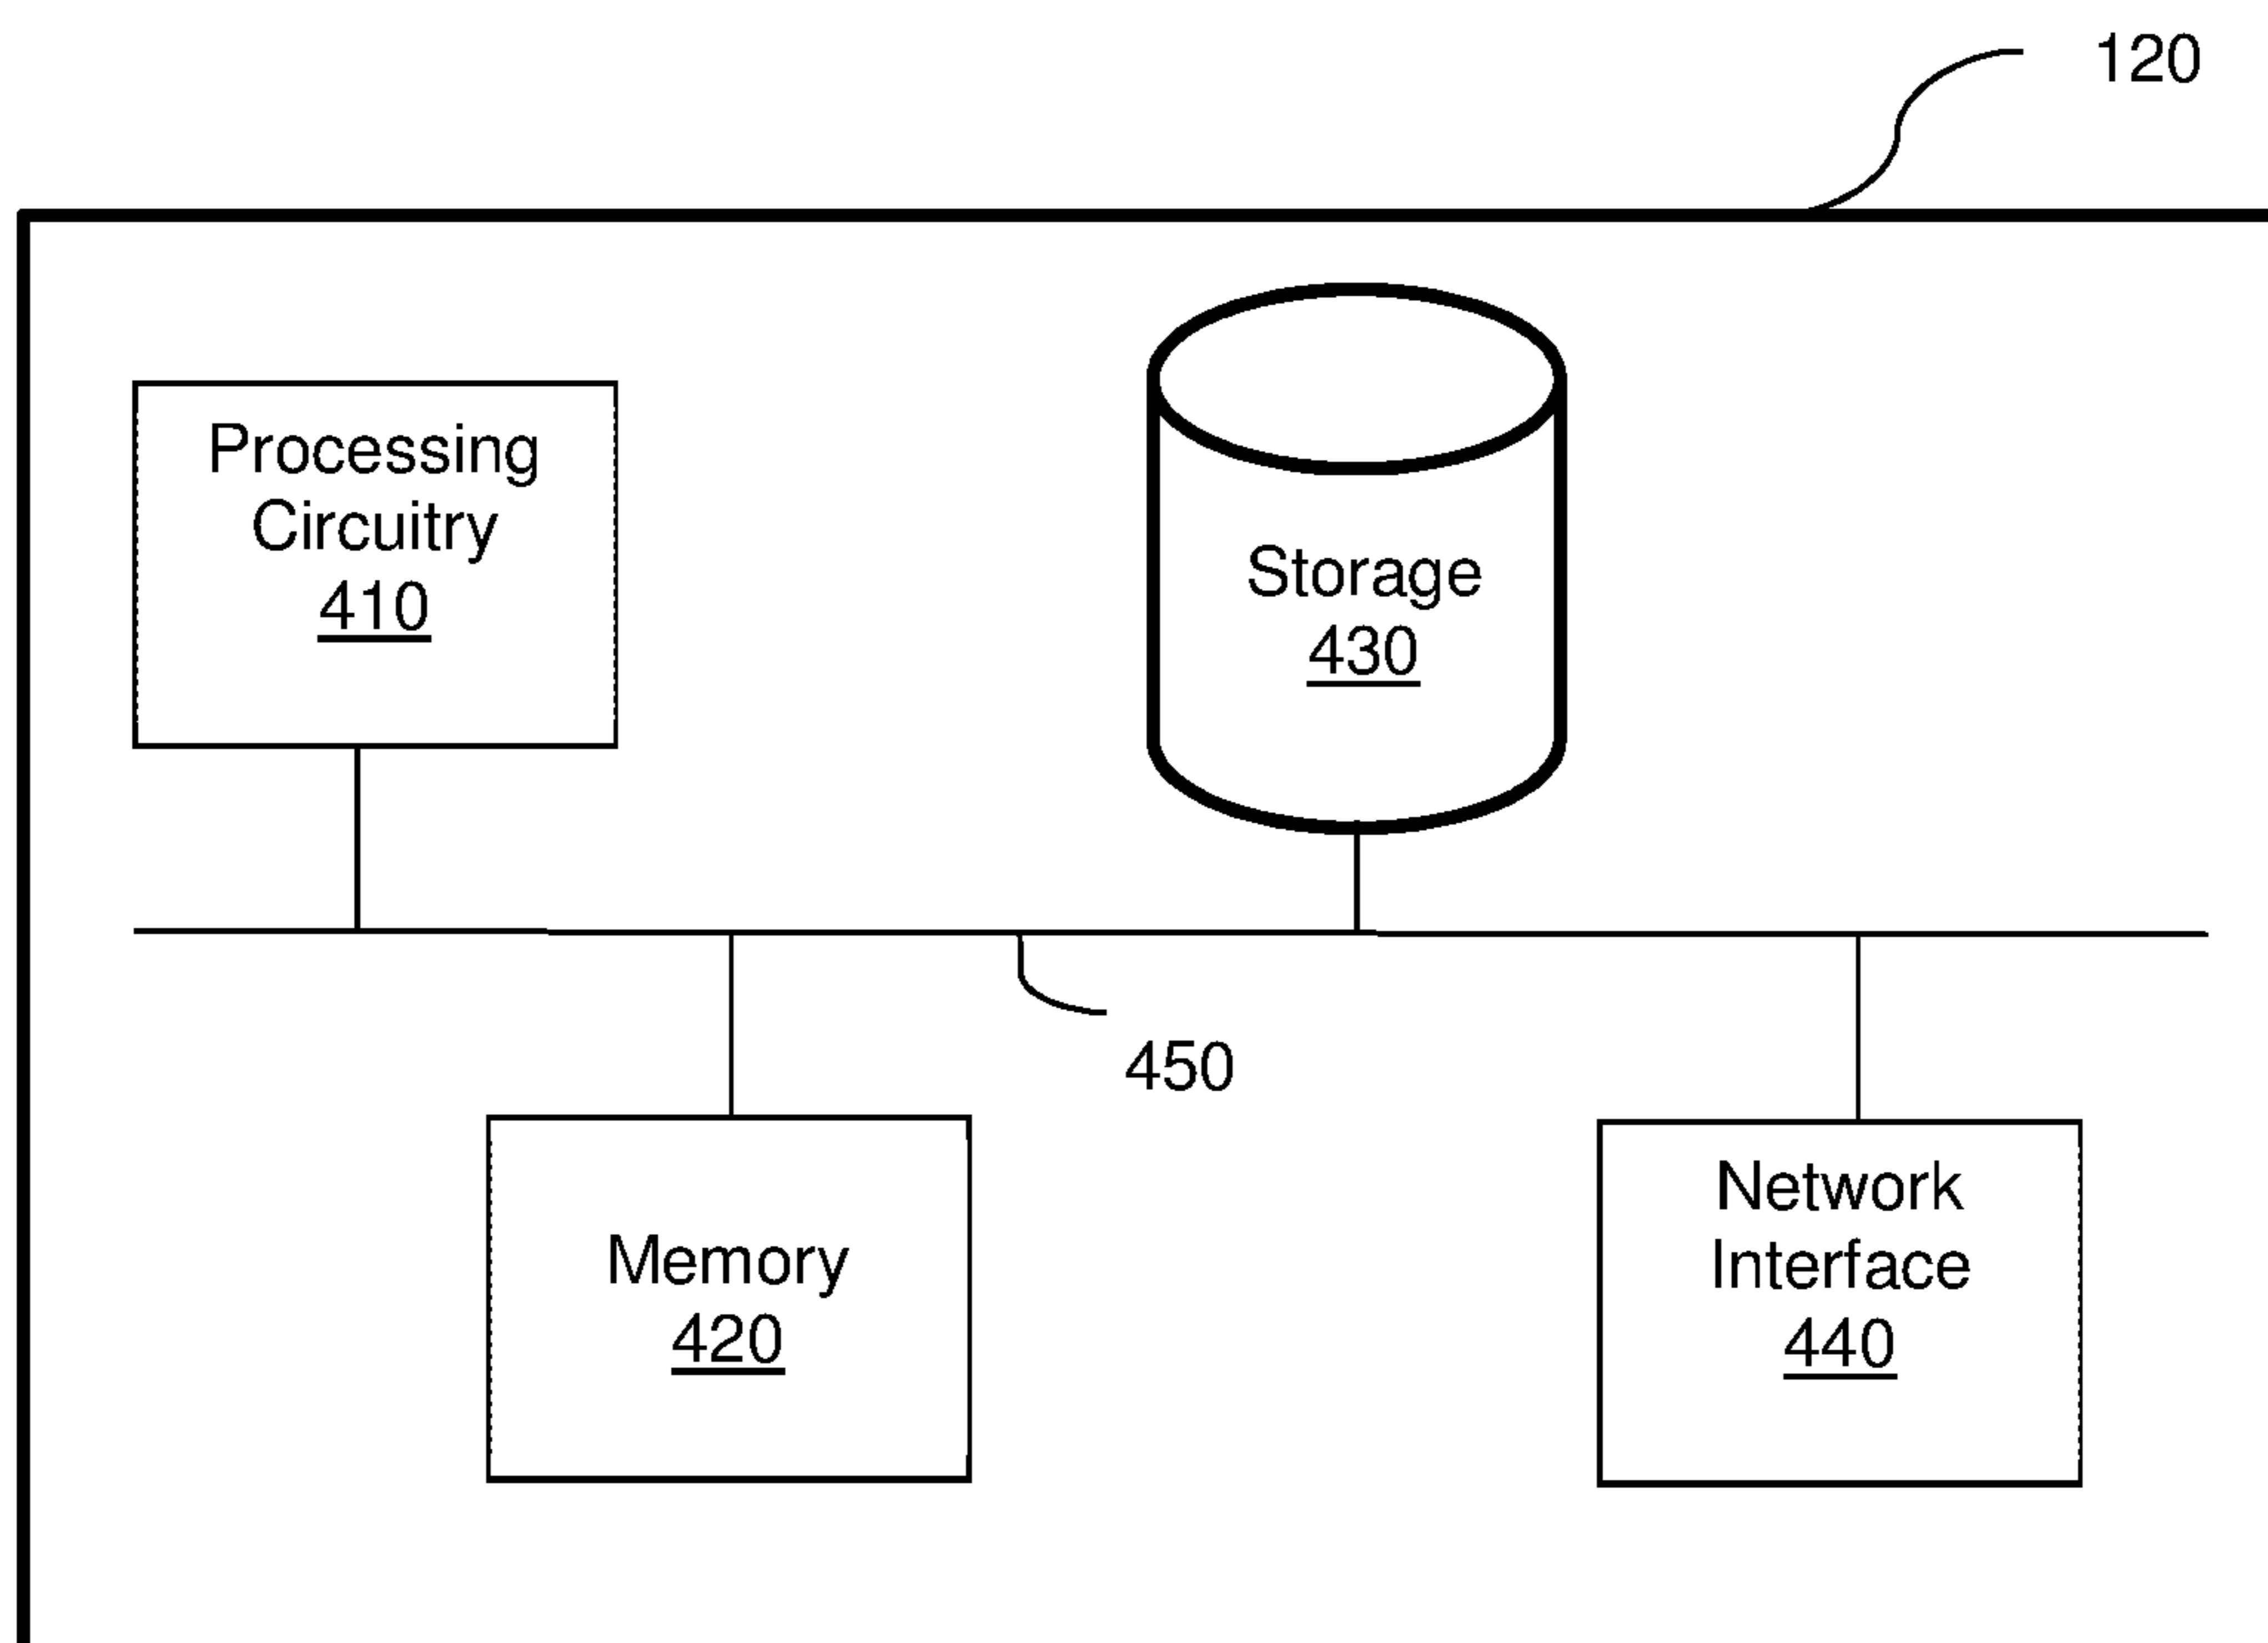 120
Processing
Circuitry
410
Storage
430
450
Memory
420
Network
Interface
440